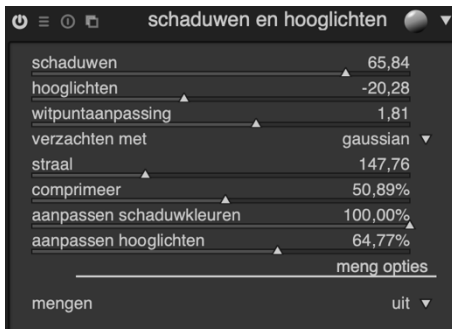 schaduwen en hooglichten
schaduwen 65,84
hooglichten -20,28
witpuntaanpassing 1,81
verzachten met gaussian
straal 147,76
comprimeer 50,89%
aanpassen schaduwkleuren 100,00%
aanpassen hooglichten 64,77%
meng opties
mengen uit